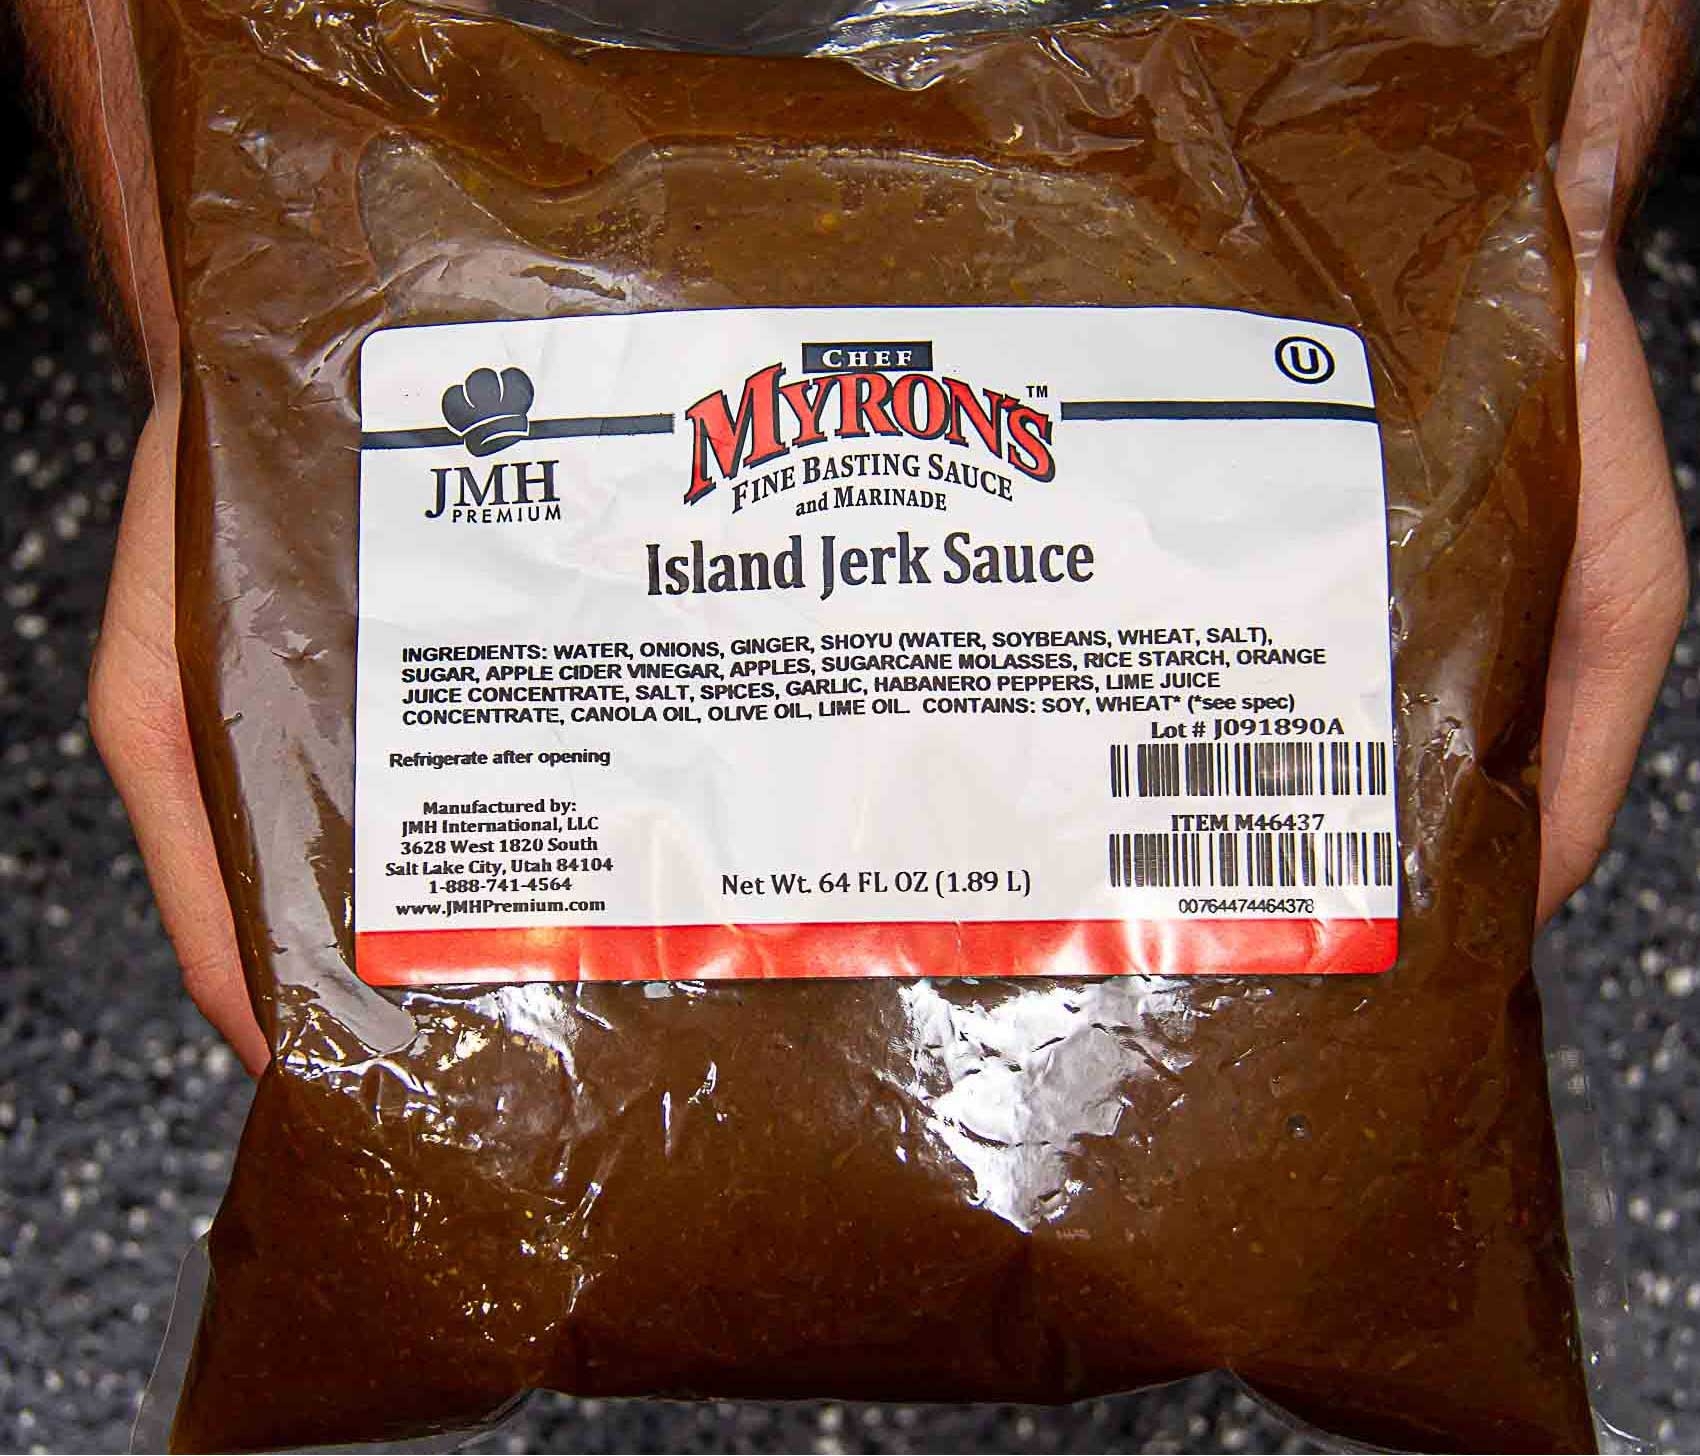 CHEF
MYRON'S™
FINE BASTING SAUCE
and MARINADE
U
JMH
PREMIUM
Island Jerk Sauce
INGREDIENTS: WATER, ONIONS, GINGER, SHOYU (WATER, SOYBEANS, WHEAT, SALT),
SUGAR, APPLE CIDER VINEGAR, APPLES, SUGARCANE MOLASSES, RICE STARCH, ORANGE
JUICE CONCENTRATE, SALT, SPICES, GARLIC, HABANERO PEPPERS, LIME JUICE
CONCENTRATE, CANOLA OIL, OLIVE OIL, LIME OIL. CONTAINS: SOY, WHEAT* (*see spec)
Lot # J091890A
Refrigerate after opening
Manufactured by:
JMH International, LLC
3628 West 1820 South
Salt Lake City, Utah 84104
1-888-741-4564
www.JMHPremium.com
Net Wt. 64 FL OZ (1.89 L)
ITEM M46437
00764474464378